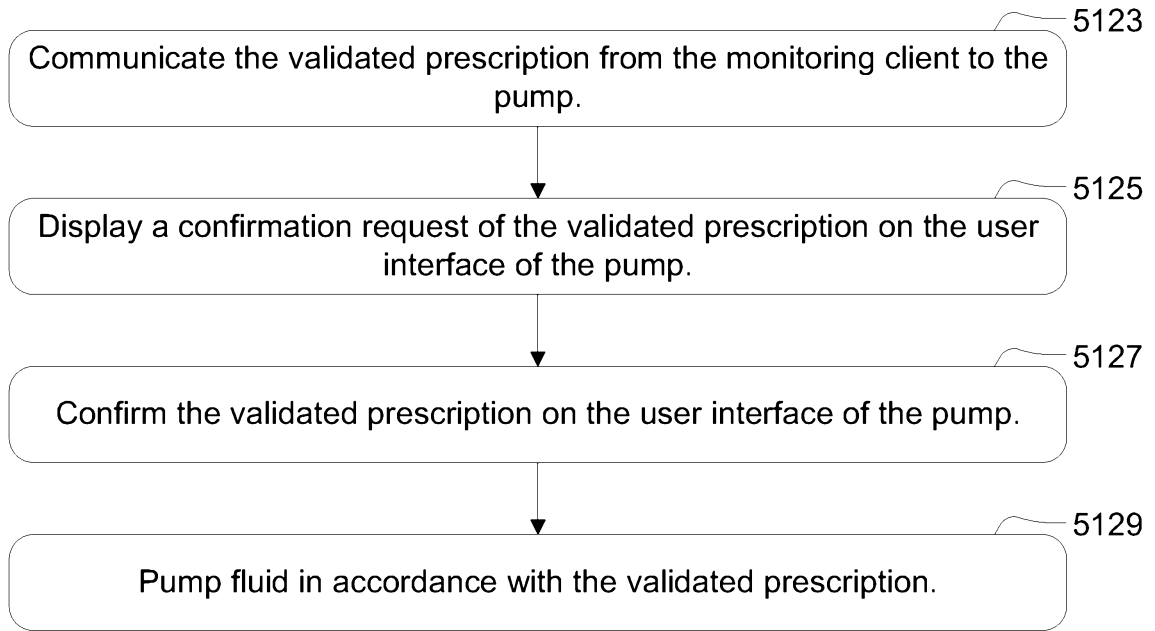 5123
Communicate the validated prescription from the monitoring client to the
pump.
5125
Display a confirmation request of the validated prescription on the user
interface of the pump.
5127
Confirm the validated prescription on the user interface of the pump.
5129
Pump fluid in accordance with the validated prescription.